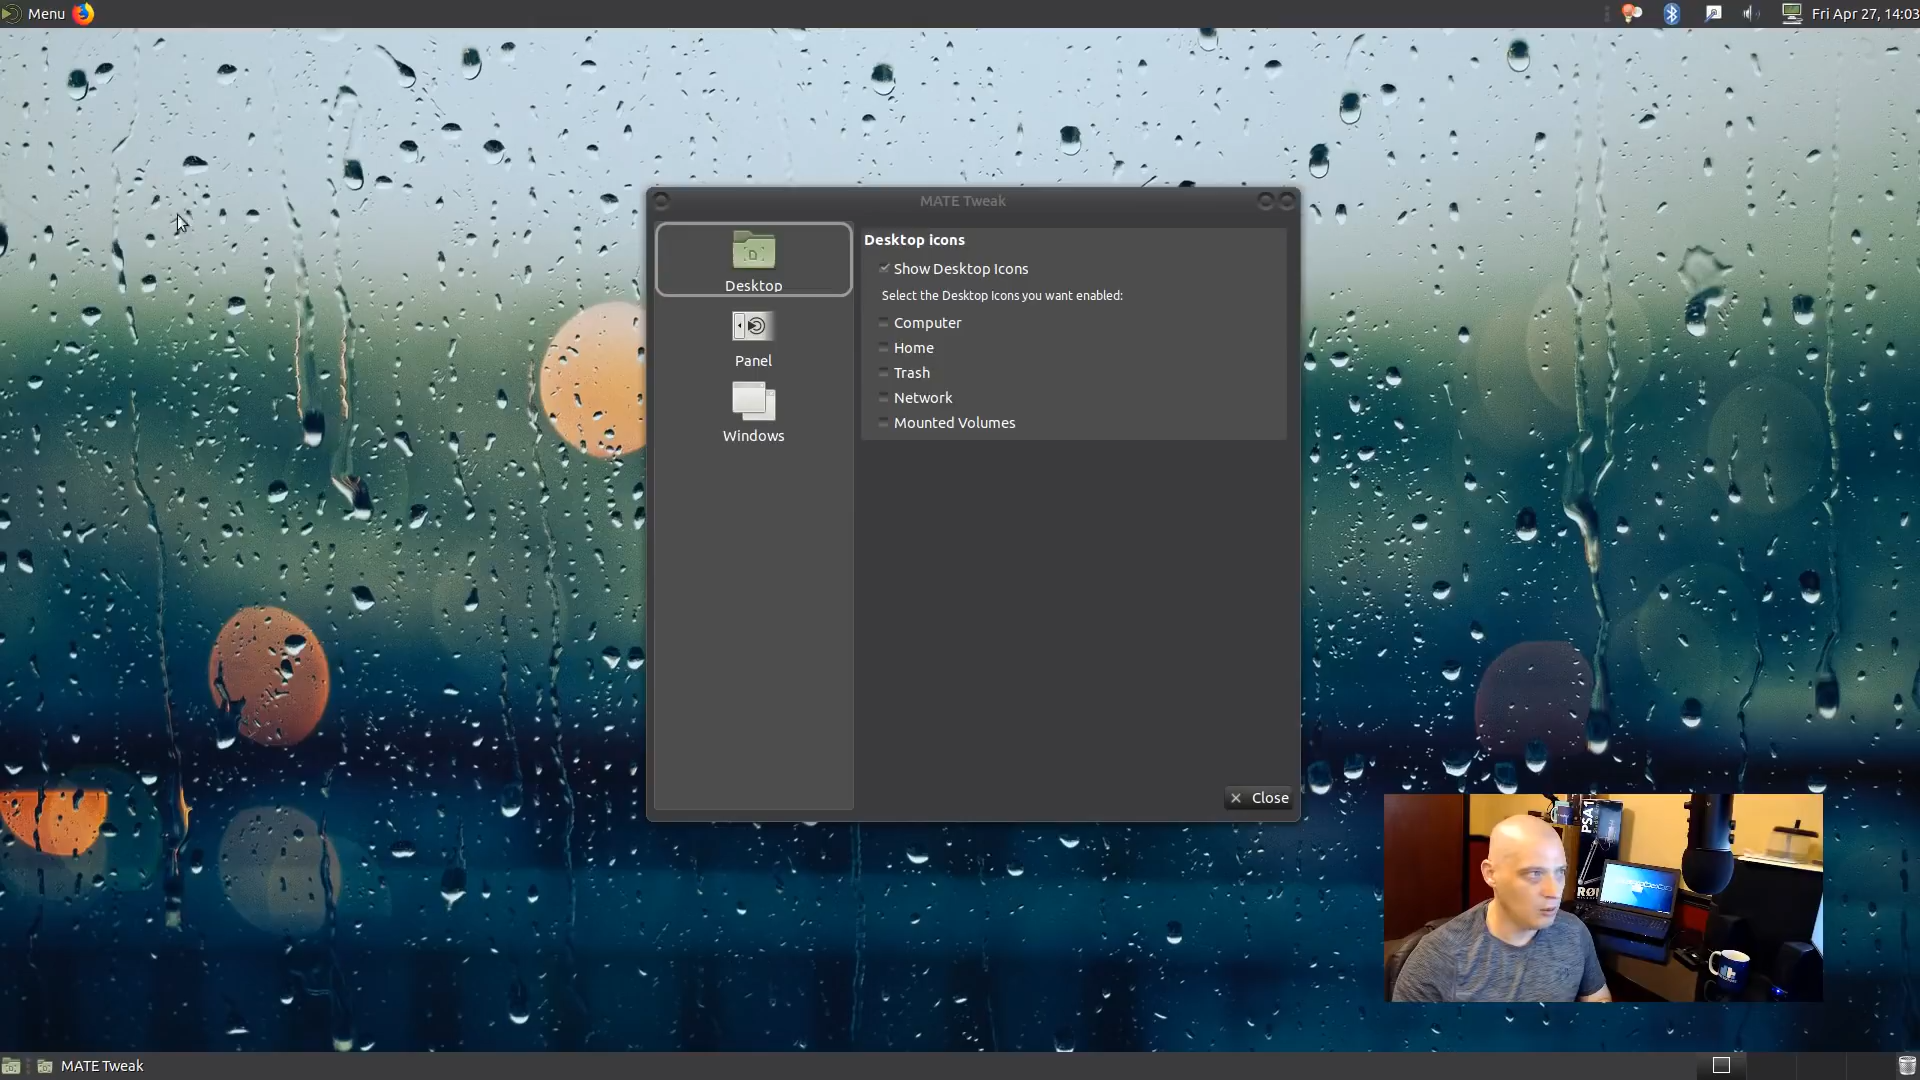 Menu
Fri Apr 27, 14:03
MATE Tweak
Desktop
Panel
Windows
Desktop icons
Show Desktop Icons
Select the Desktop Icons you want enabled:
Computer
Home
Trash
Network
Mounted Volumes
Close
PSA1
MATE Tweak